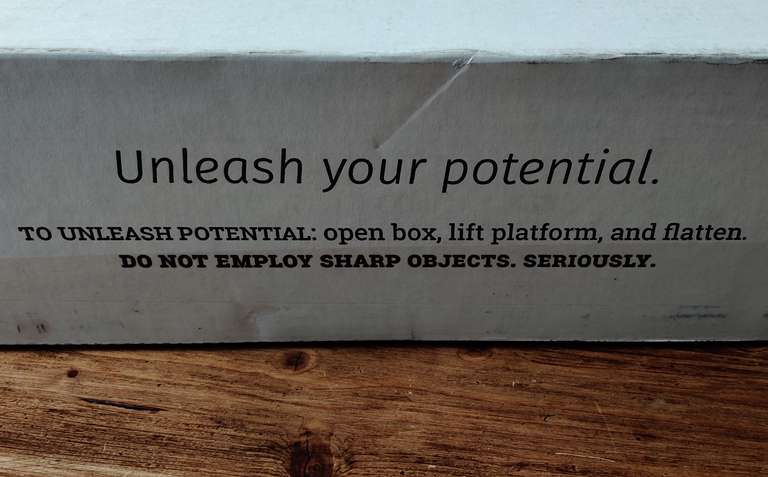 Unleash your potential.
TO UNLEASH POTENTIAL: open box, lift platform, and flatten.
DO NOT EMPLOY SHARP OBJECTS. SERIOUSLY.